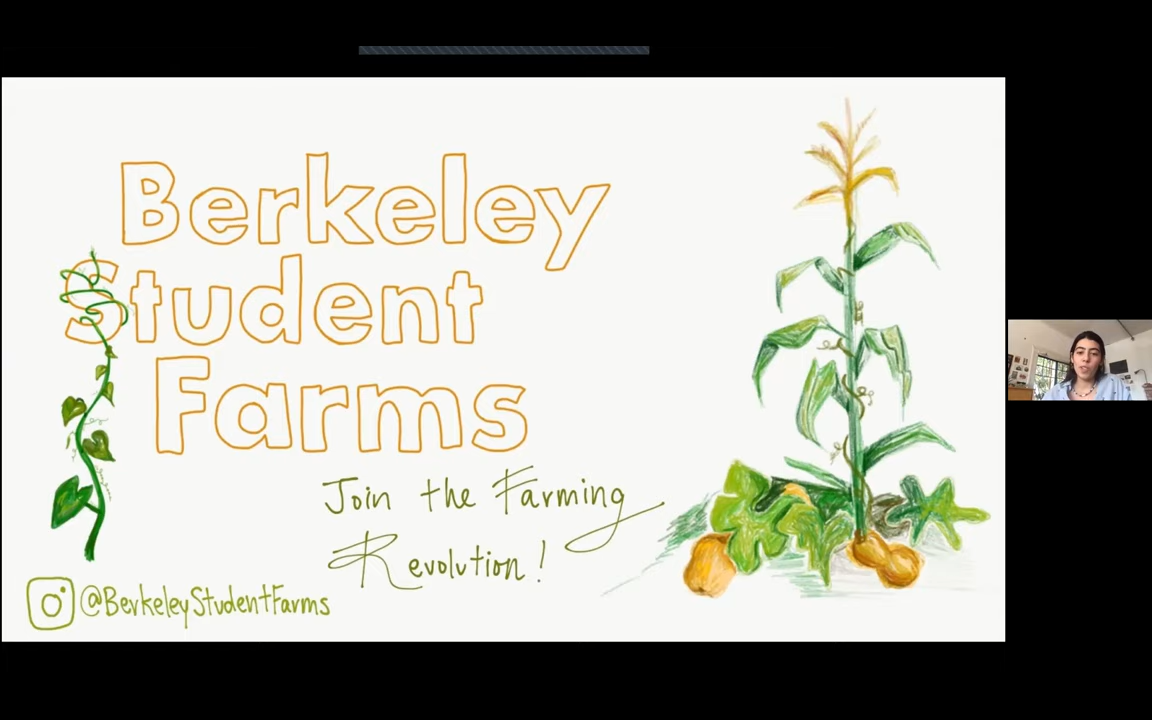 Berkeley
Student
Farms
Join the Farming
Revolution!
@BerkeleyStudentFarms